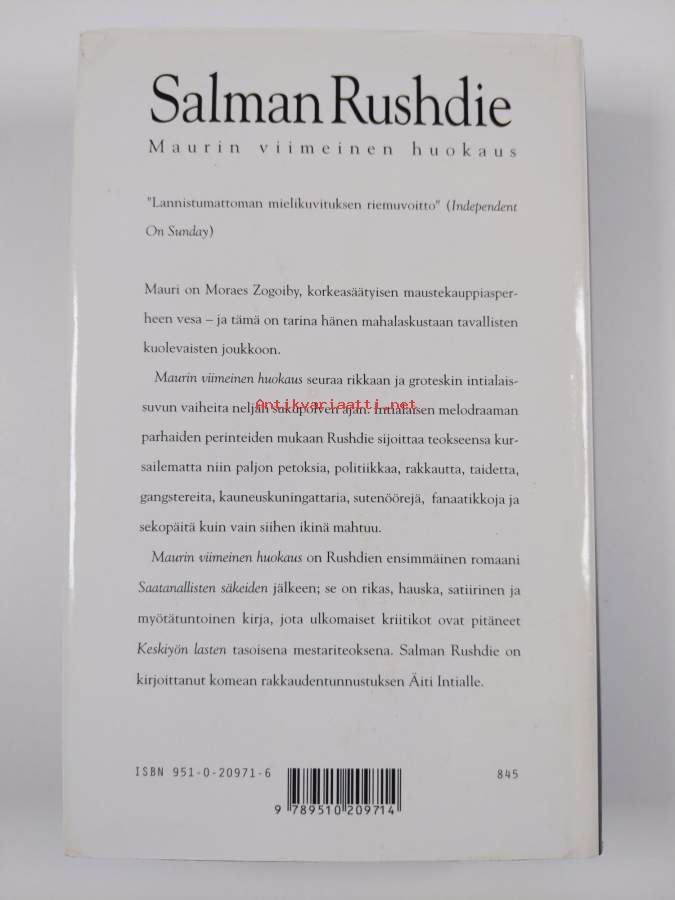 Salman Rushdie
Maurin viimeinen huokaus
"Lannistumattoman mielikuvituksen riemuvoitto" (Independent
On Sunday)
Mauri on Moraes Zogoiby, korkeasäätyisen maustekauppiasper-
heen vesa – ja tämä on tarina hänen mahalaskustaan tavallisten
kuolevaisten joukkoon.
Maurin viimeinen huokaus seuraa rikkaan ja groteskin intialais-
suvun vaiheita neljän sukupolven ajan. Intialaisen melodraaman
Antikvariaatti.net
parhaiden perinteiden mukaan Rushdie sijoittaa teokseensa kur-
sailematta niin paljon petoksia, politiikkaa, rakkautta, taidetta,
gangstereita, kauneuskuningattaria, sutenöörejä, fanaatikkoja ja
sekopäitä kuin vain siihen ikinä mahtuu.
Maurin viimeinen huokaus on Rushdien ensimmäinen romaani
Saatanallisten säkeiden jälkeen; se on rikas, hauska, satiirinen ja
myötätuntoinen kirja, jota ulkomaiset kriitikot ovat pitäneet
Keskiyön lasten tasoisena mestariteoksena. Salman Rushdie on
kirjoittanut komean rakkaudentunnustuksen Äiti Intialle.
ISBN 951-0-20971-6
845
9 789510 209714